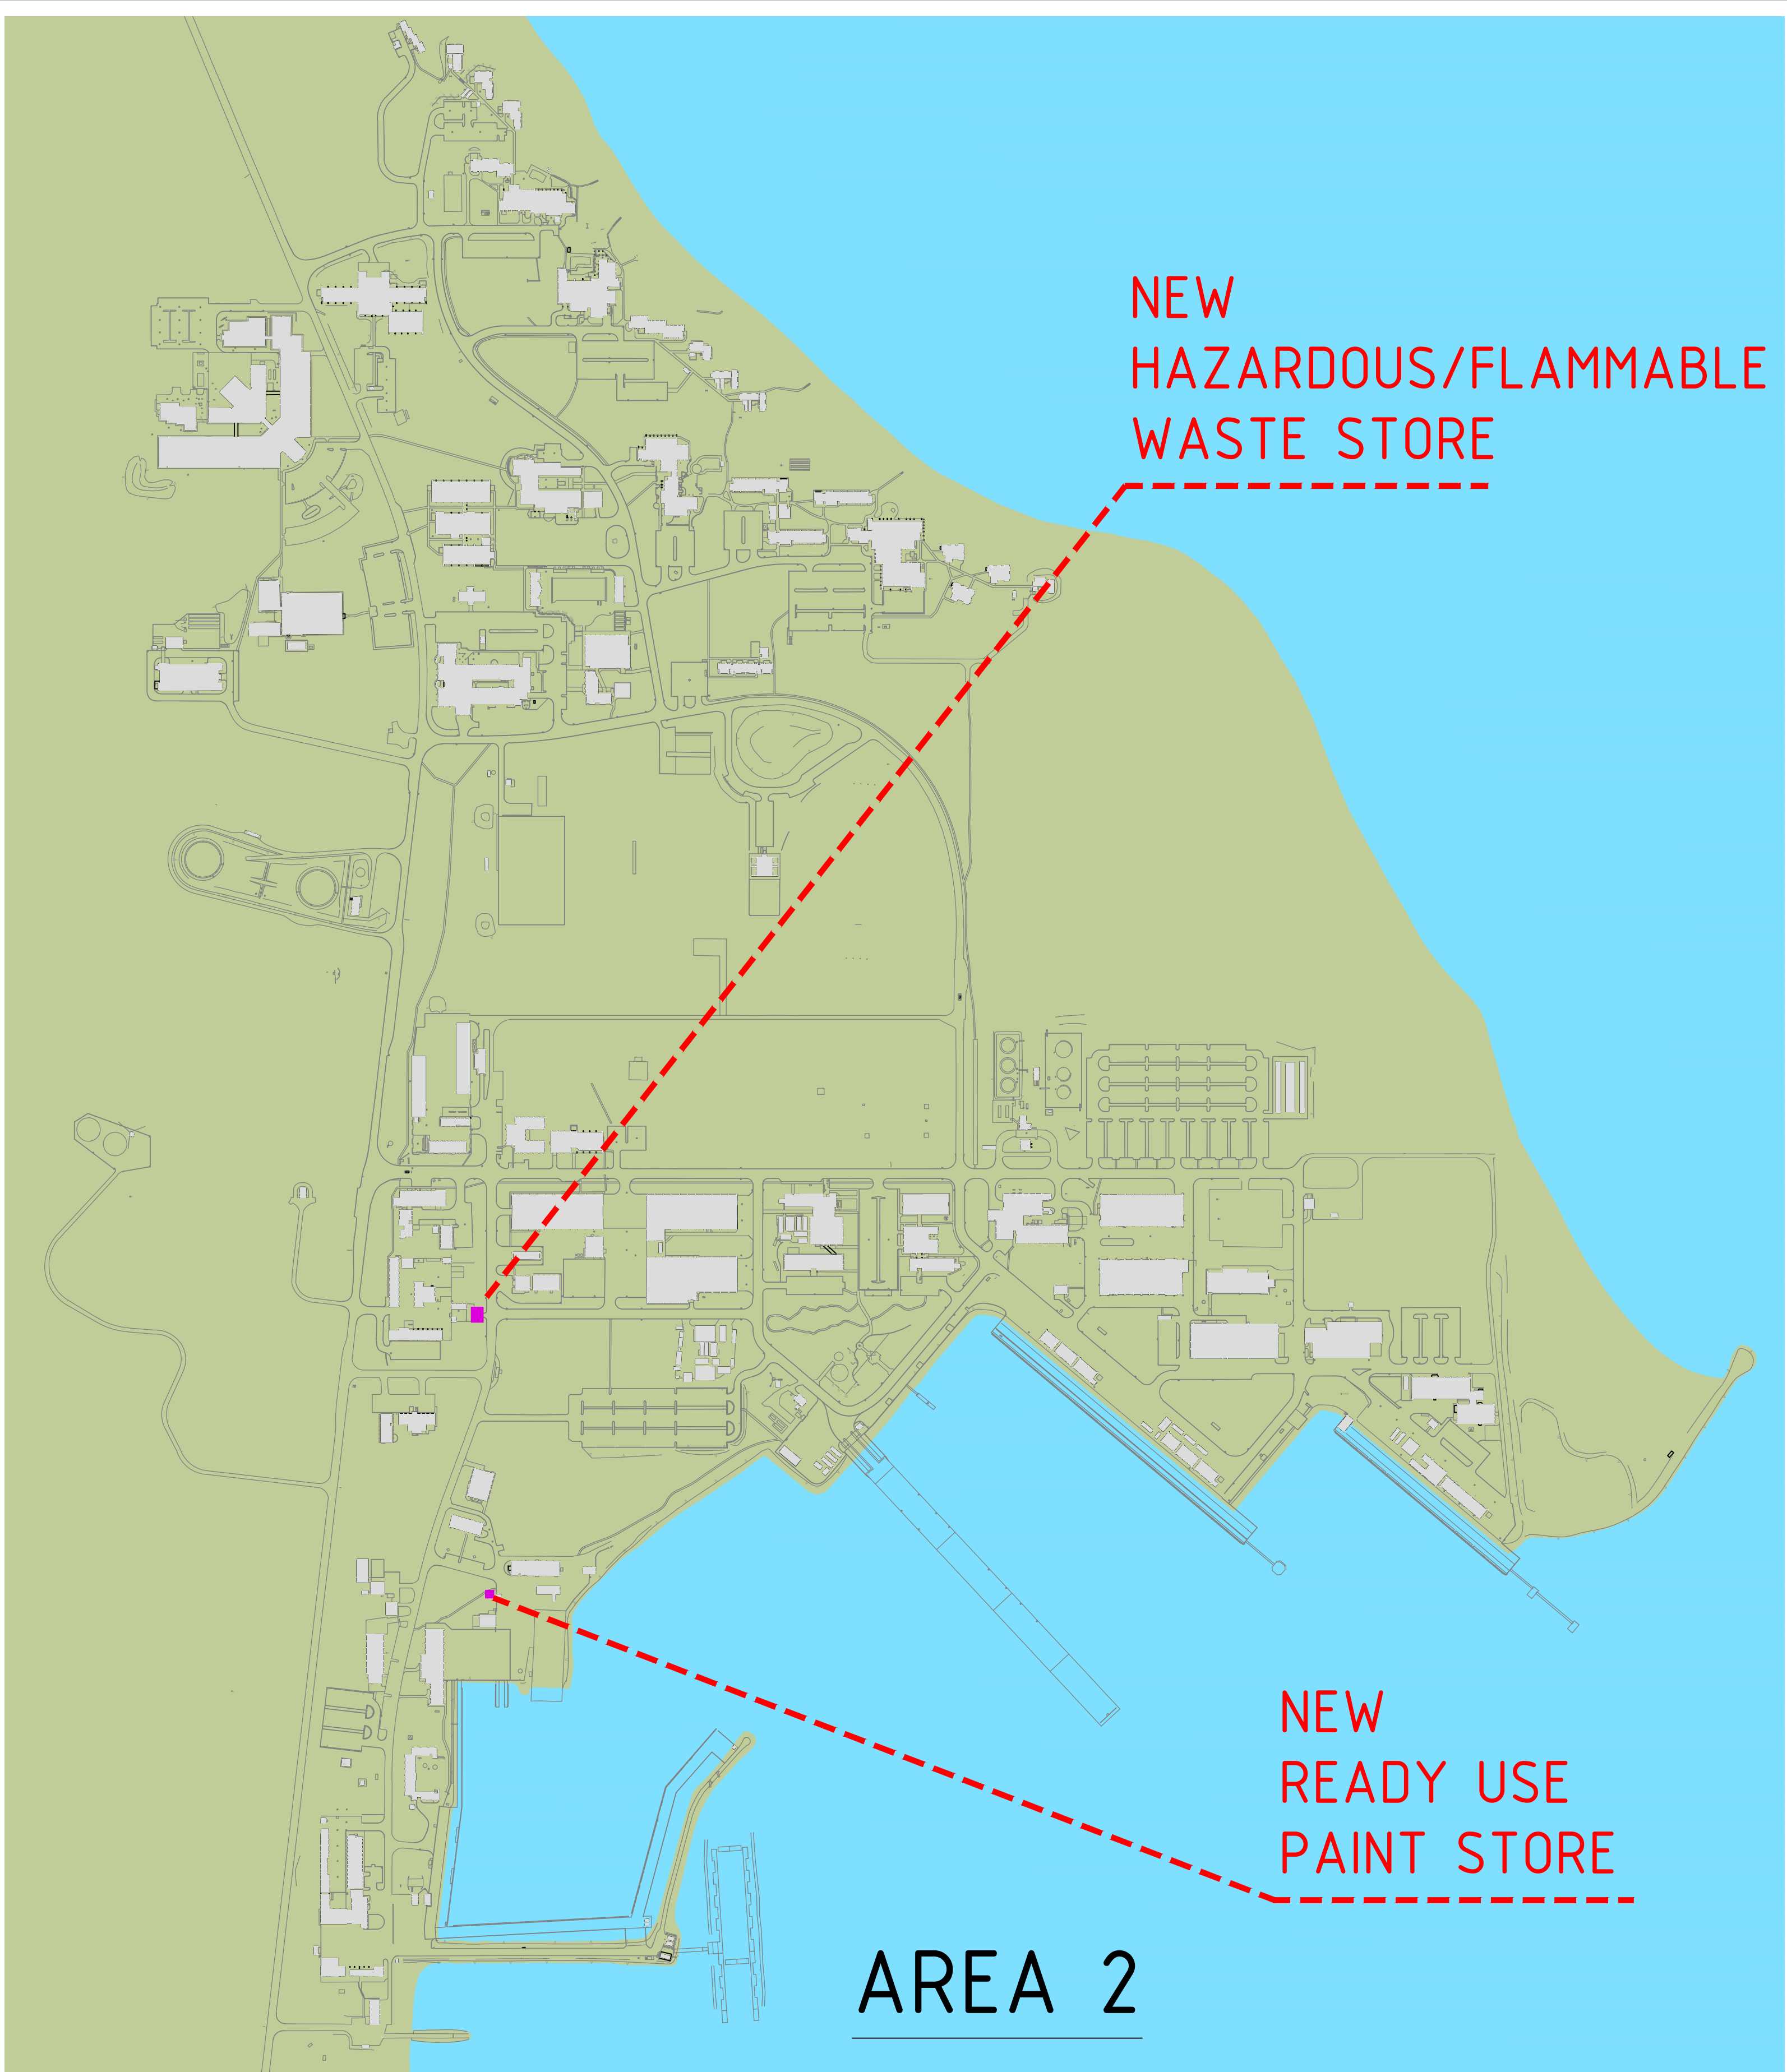 NEW
HAZARDOUS/FLAMMABLE
WASTE STORE
NEW
READY USE
PAINT STORE
AREA 2